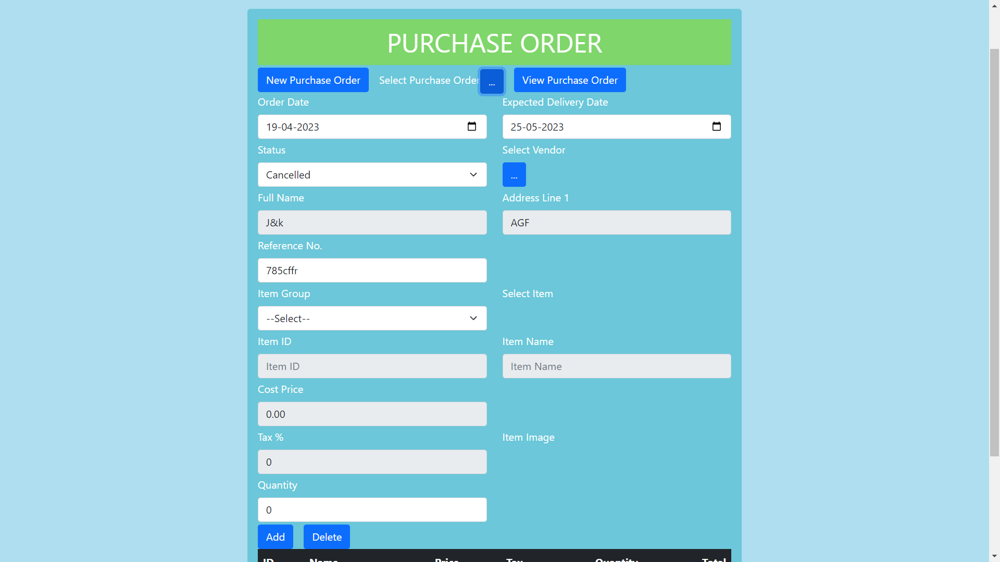 PURCHASE ORDER
New Purchase Order Select Purchase Order ... View Purchase Order
Order Date Expected Delivery Date
19-04-2023 25-05-2023
Status Select Vendor
Cancelled ...
Full Name Address Line 1
J&k AGF
Reference No.
785cffr
Item Group Select Item
--Select--
Item ID Item Name
Item ID Item Name
Cost Price
0.00
Tax % Item Image
0
Quantity
0
Add Delete
ID Name Price Tax Quantity Total